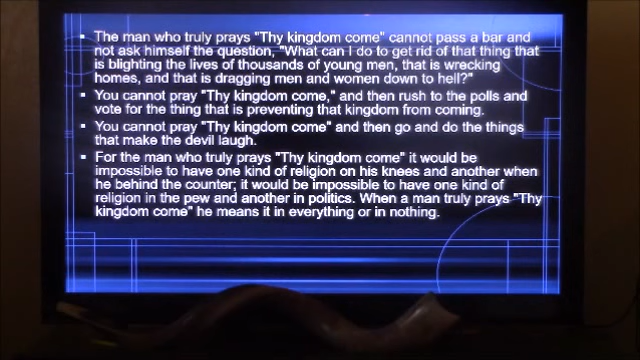 ▪ The man who truly prays "Thy kingdom come" cannot pass a bar and
not ask himself the question, "What can I do to get rid of that thing that
is blighting the lives of thousands of young men, that is wrecking
homes, and that is dragging men and women down to hell?"
▪ You cannot pray "Thy kingdom come," and then rush to the polls and
vote for the thing that is preventing that kingdom from coming.
▪ You cannot pray "Thy kingdom come" and then go and do the things
that make the devil laugh.
▪ For the man who truly prays "Thy kingdom come" it would be
impossible to have one kind of religion on his knees and another when
he behind the counter; it would be impossible to have one kind of
religion in the pew and another in politics. When a man truly prays "Thy
kingdom come" he means it in everything or in nothing.